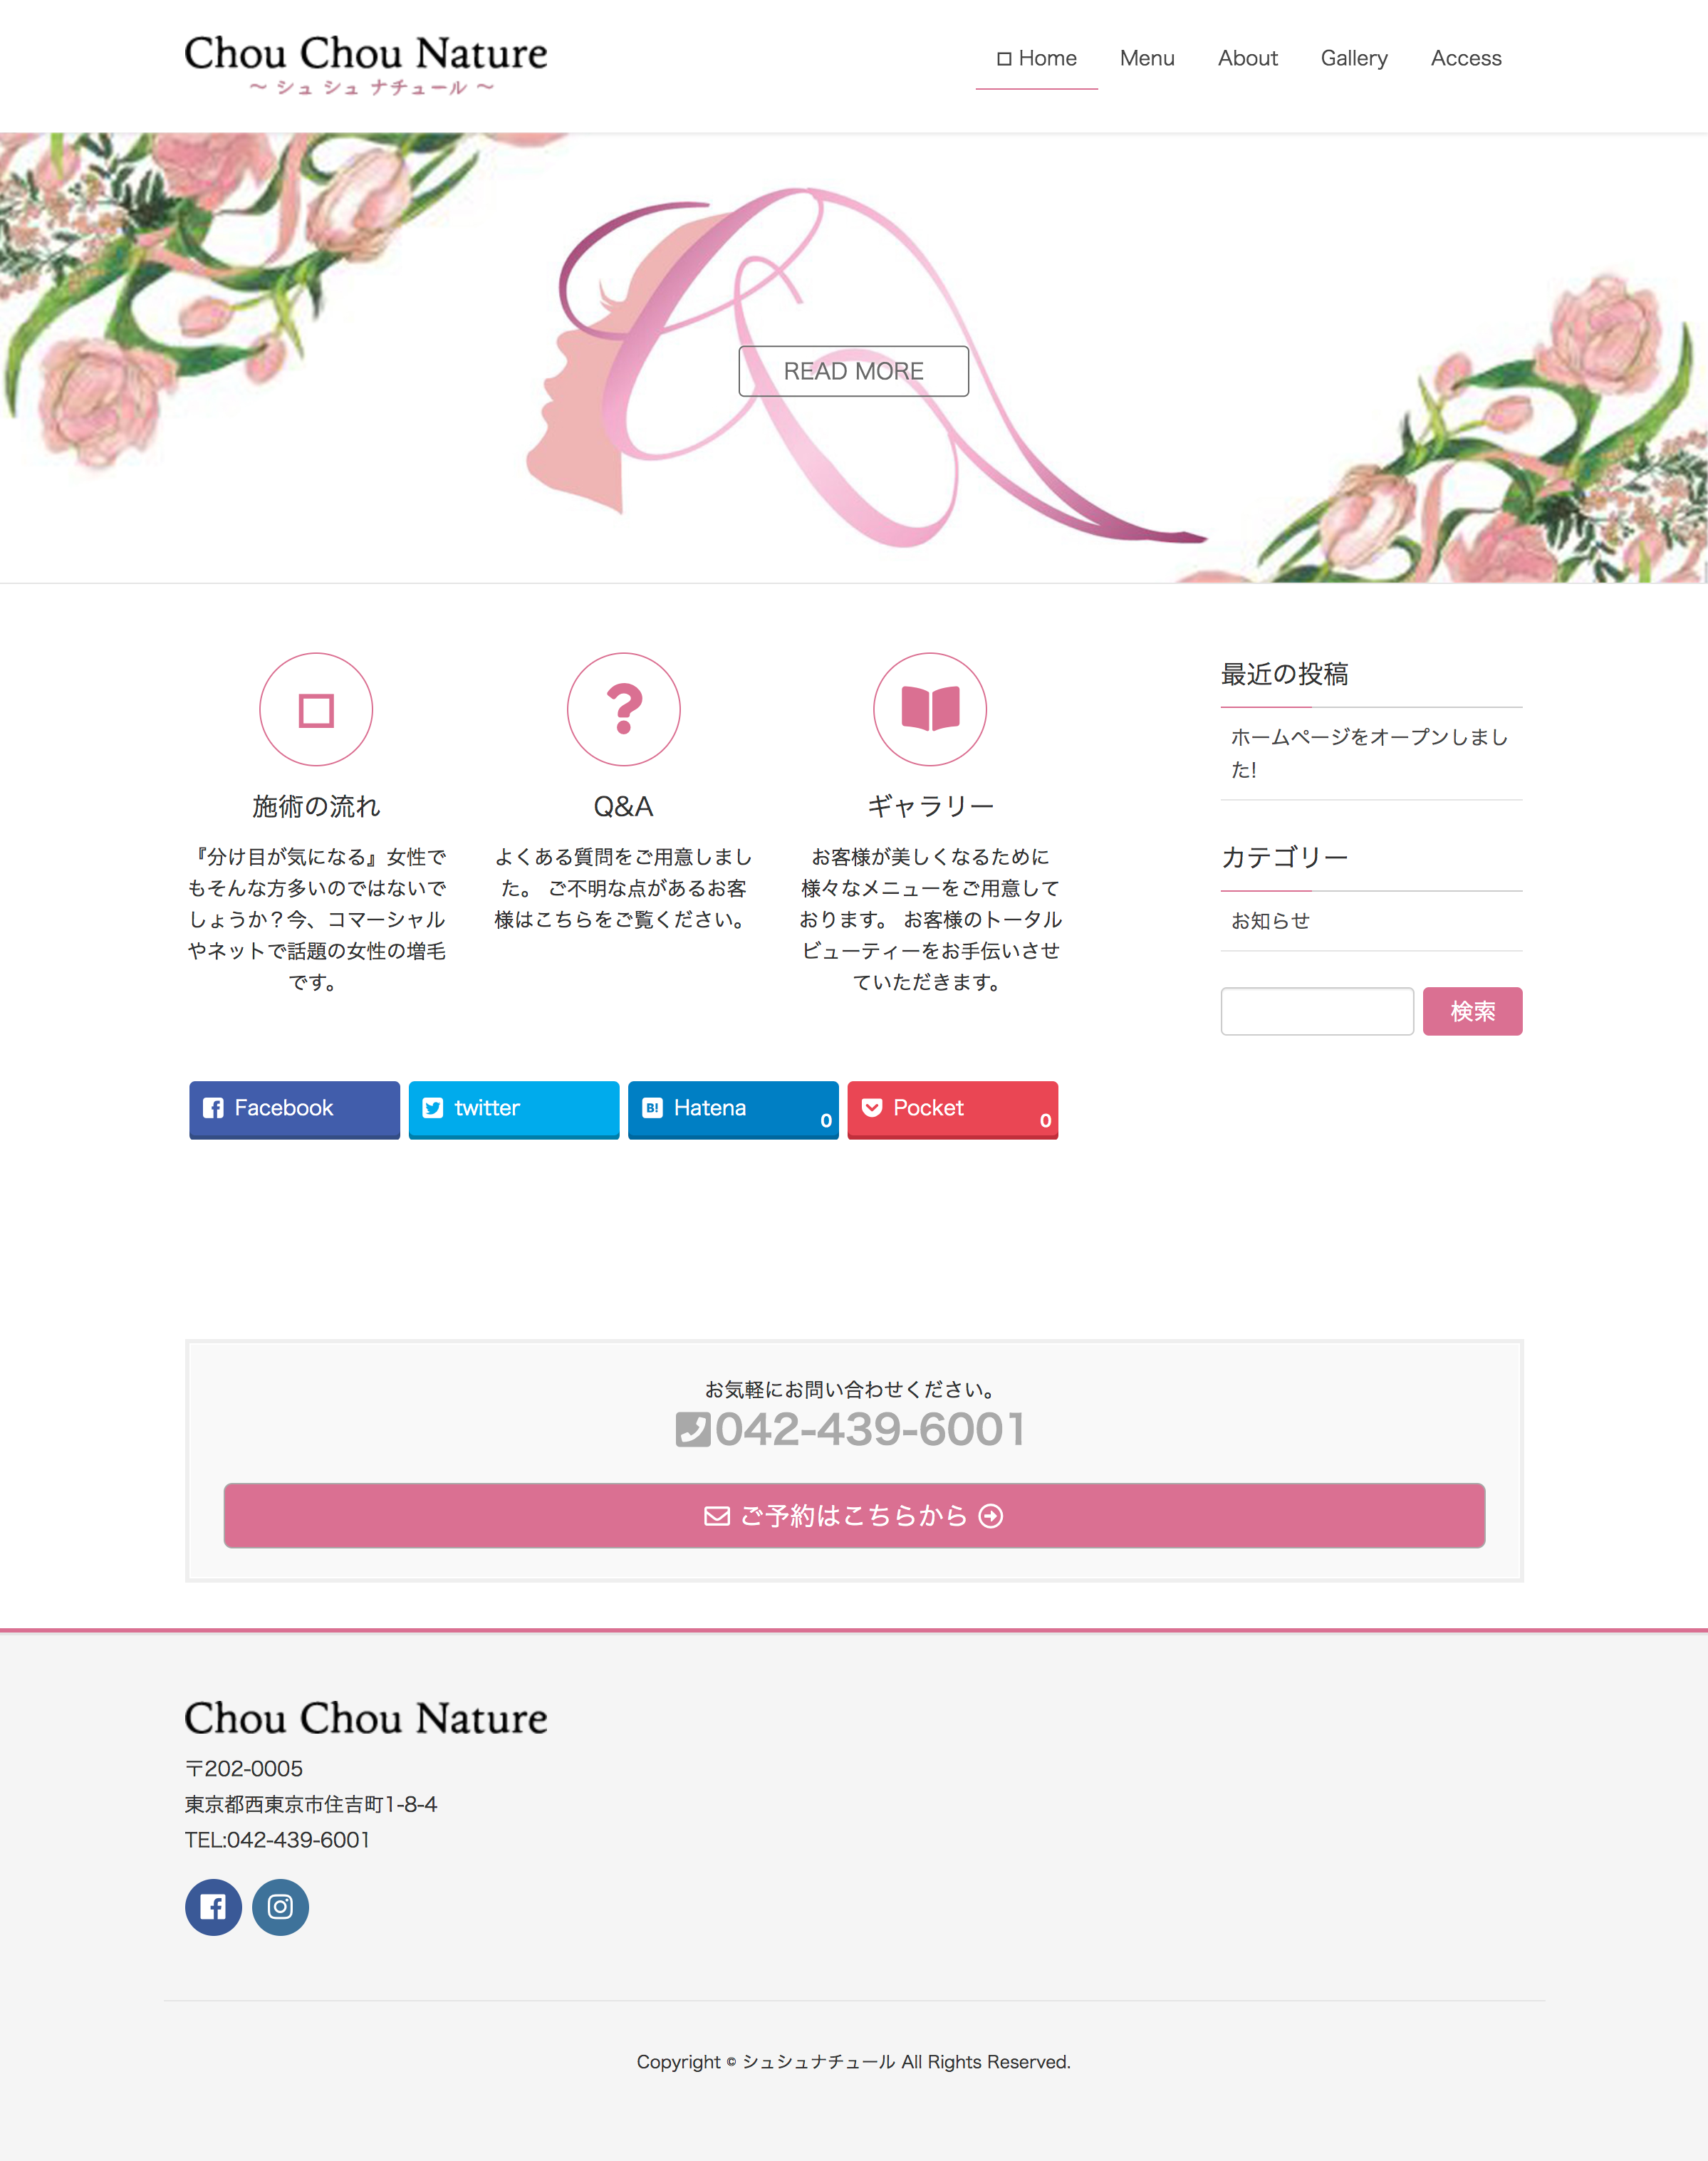 Chou Chou Nature
～ シュ シュ ナチュール ～
Home Menu About Gallery Access
READ MORE
施術の流れ
『分け目が気になる』女性で
もそんな方多いのではないで
しょうか？今、コマーシャル
やネットで話題の女性の増毛
です。
Q&A
よくある質問をご用意しまし
た。 ご不明な点があるお客
様はこちらをご覧ください。
ギャラリー
お客様が美しくなるために
様々なメニューをご用意して
おります。 お客様のトータル
ビューティーをお手伝いさせ
ていただきます。
最近の投稿
ホームページをオープンしまし
た!
カテゴリー
お知らせ
検索
Facebook
twitter
B! Hatena 0
Pocket 0
お気軽にお問い合わせください。
042-439-6001
ご予約はこちらから
Chou Chou Nature
〒202-0005
東京都西東京市住吉町1-8-4
TEL:042-439-6001
Copyright © シュシュナチュール All Rights Reserved.